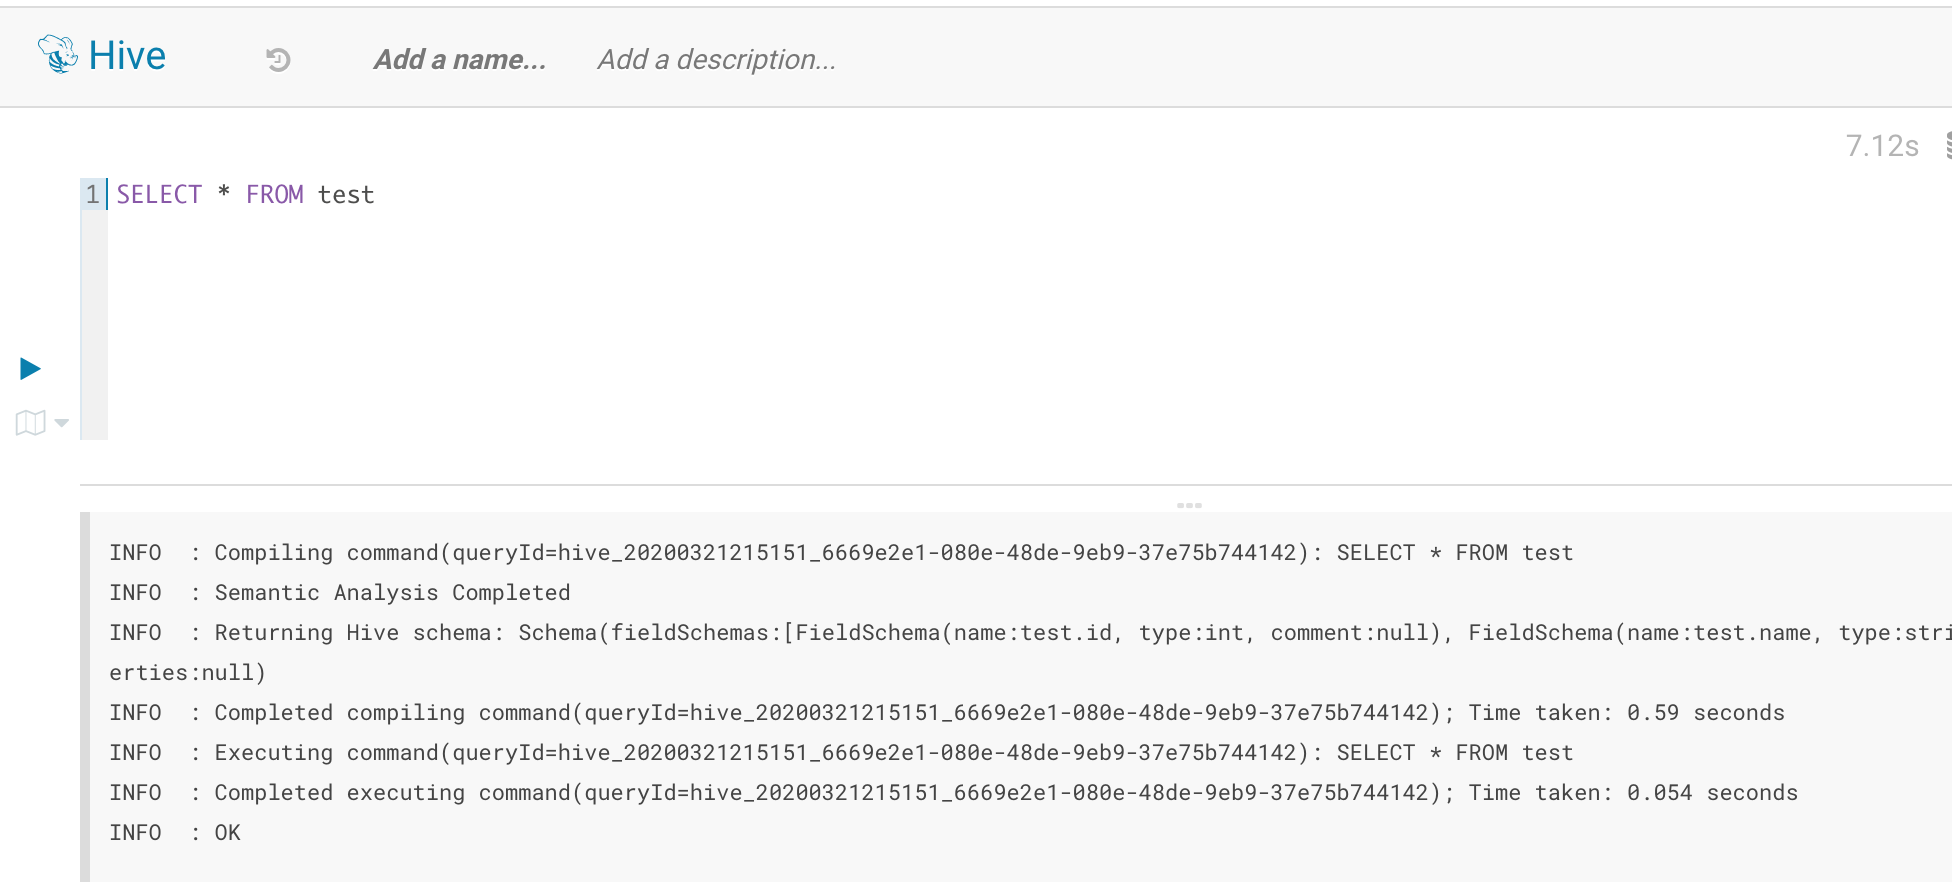 Hive
Add a name...
Add a description...
7.12s
1 SELECT * FROM test
INFO  : Compiling command(queryId=hive_20200321215151_6669e2e1-080e-48de-9eb9-37e75b744142): SELECT * FROM test
INFO  : Semantic Analysis Completed
INFO  : Returning Hive schema: Schema(fieldSchemas:[FieldSchema(name:test.id, type:int, comment:null), FieldSchema(name:test.name, type:stri
erties:null)
INFO  : Completed compiling command(queryId=hive_20200321215151_6669e2e1-080e-48de-9eb9-37e75b744142); Time taken: 0.59 seconds
INFO  : Executing command(queryId=hive_20200321215151_6669e2e1-080e-48de-9eb9-37e75b744142): SELECT * FROM test
INFO  : Completed executing command(queryId=hive_20200321215151_6669e2e1-080e-48de-9eb9-37e75b744142); Time taken: 0.054 seconds
INFO  : OK